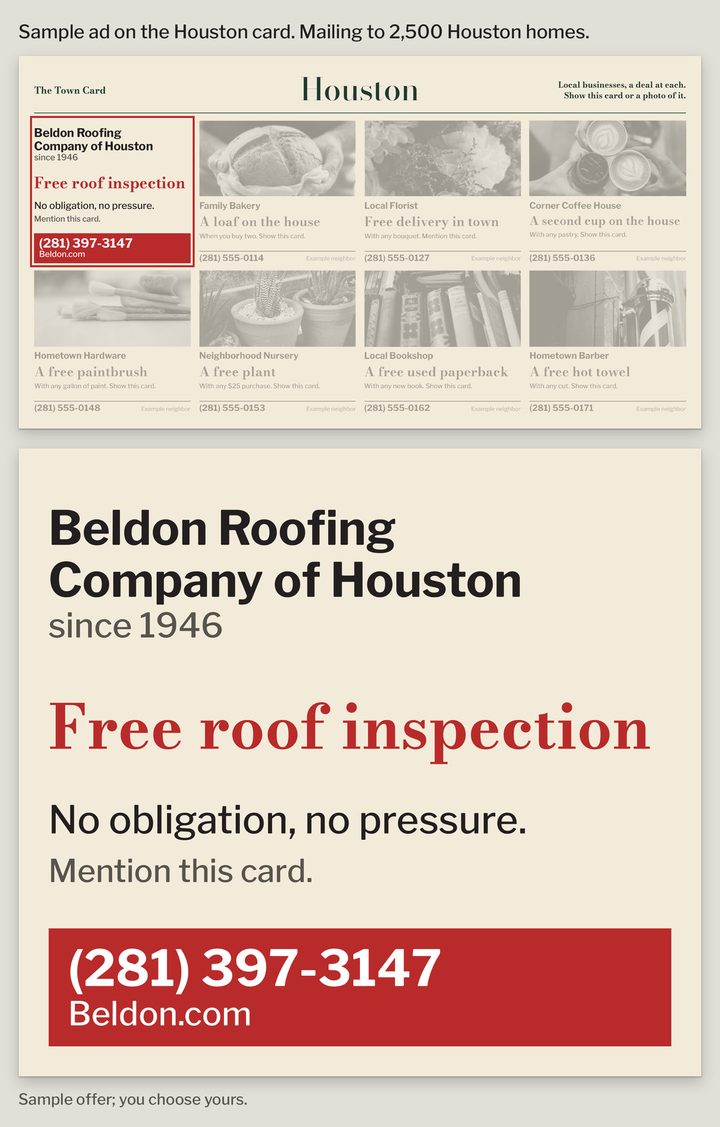 Sample ad on the Houston card. Mailing to 2,500 Houston homes.
The Town Card
Houston
Local businesses, a deal at each.
Show this card or a photo of it.
Beldon Roofing
Company of Houston
since 1946
Free roof inspection
No obligation, no pressure.
Mention this card.
(281) 397-3147
Beldon.com
Family Bakery
A loaf on the house
When you buy two. Show this card.
(281) 555-0114
Example neighbor
Local Florist
Free delivery in town
With any bouquet. Mention this card.
(281) 555-0127
Example neighbor
Corner Coffee House
A second cup on the house
With any pastry. Show this card.
(281) 555-0136
Example neighbor
Hometown Hardware
A free paintbrush
With any gallon of paint. Show this card.
(281) 555-0148
Example neighbor
Neighborhood Nursery
A free plant
With any $25 purchase. Show this card.
(281) 555-0153
Example neighbor
Local Bookshop
A free used paperback
With any new book. Show this card.
(281) 555-0162
Example neighbor
Hometown Barber
A free hot towel
With any cut. Show this card.
(281) 555-0171
Example neighbor
Beldon Roofing
Company of Houston
since 1946
Free roof inspection
No obligation, no pressure.
Mention this card.
(281) 397-3147
Beldon.com
Sample offer; you choose yours.